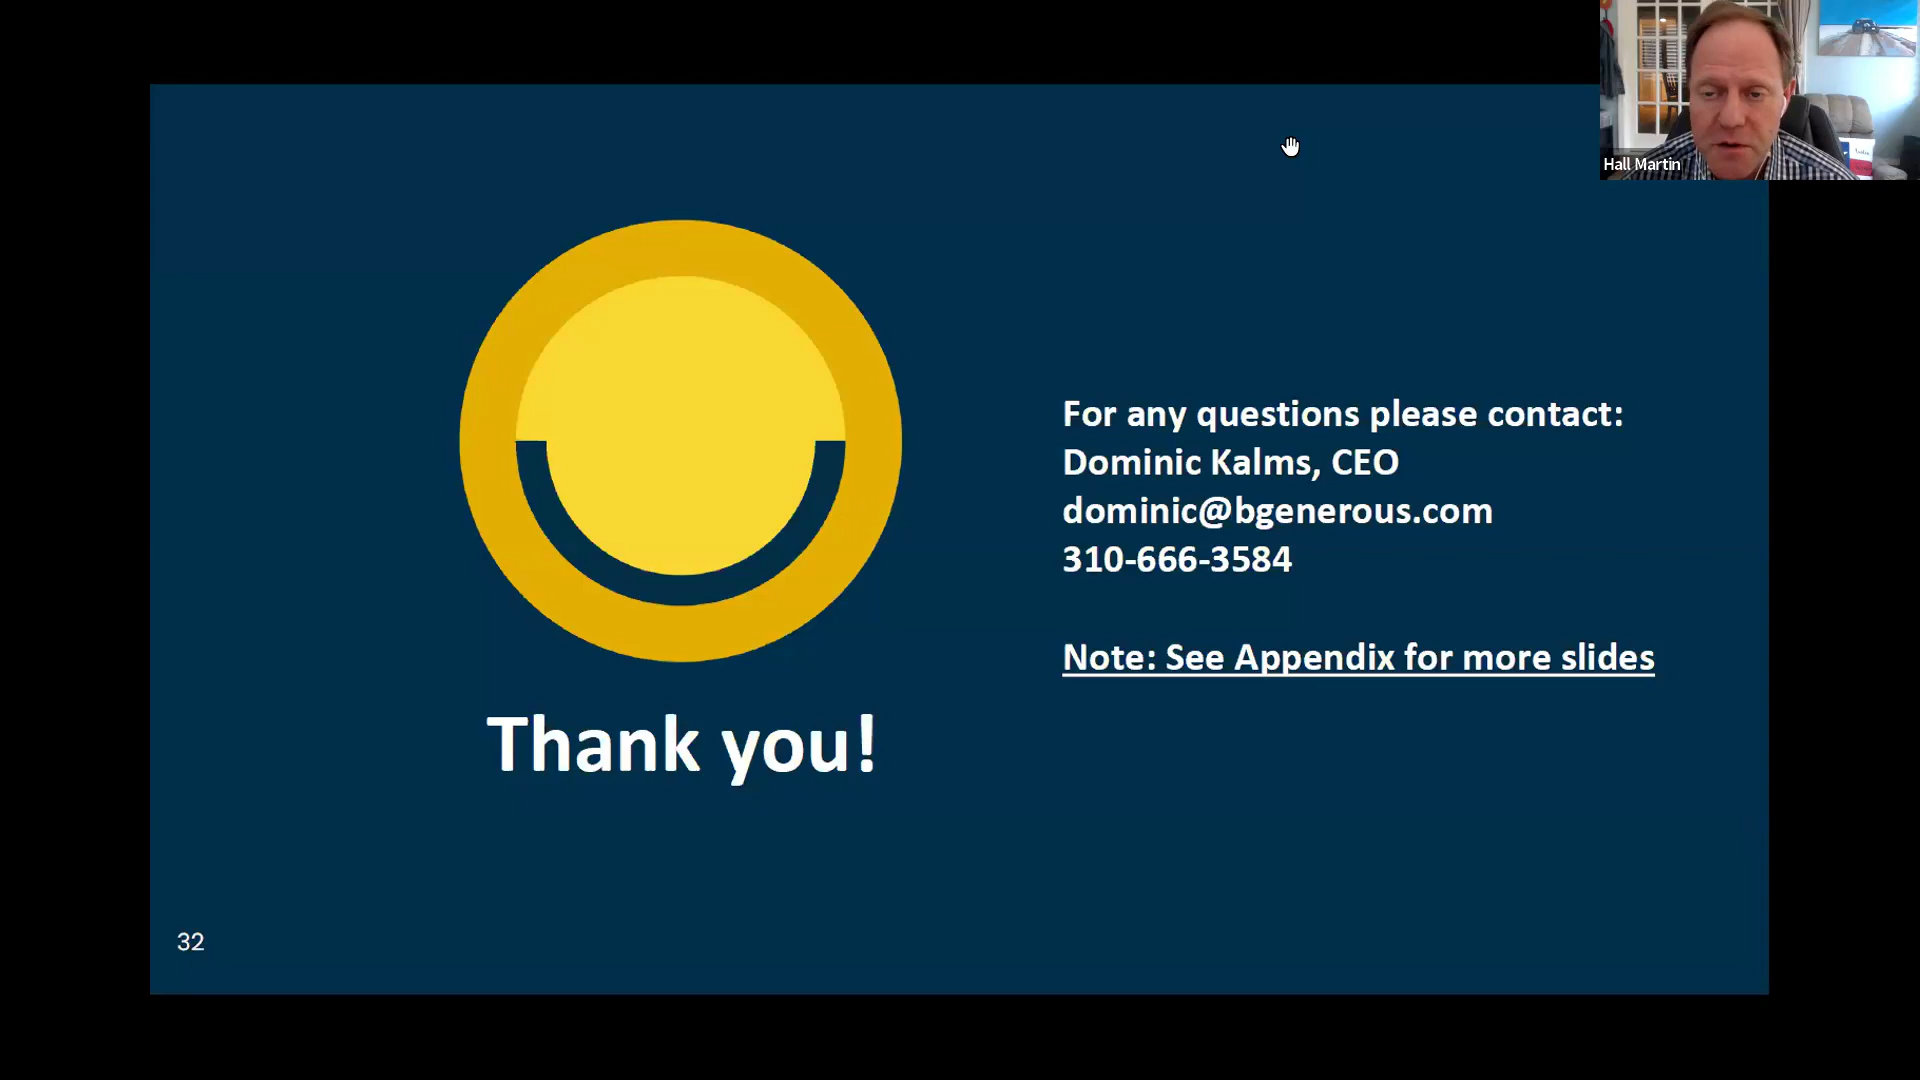 Hall Martin
For any questions please contact:
Dominic Kalms, CEO
dominic@bgenerous.com
310-666-3584
Note: See Appendix for more slides
Thank you!
32